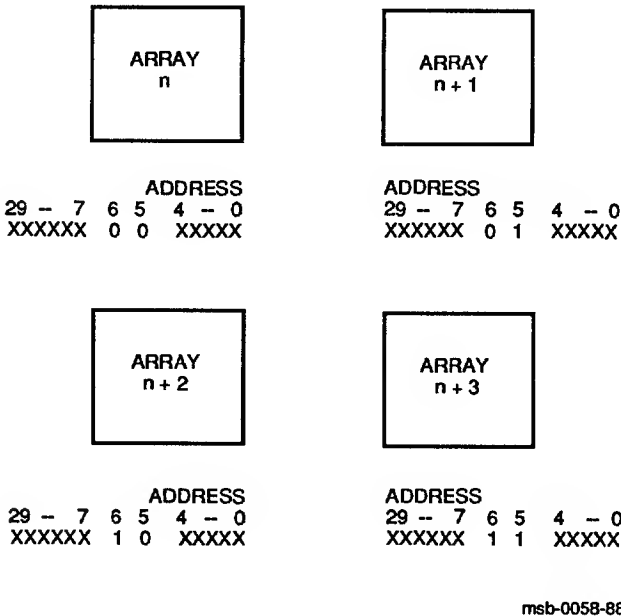 ARRAY
n
ARRAY
n + 1
ADDRESS
29 – 7 6 5 4 – 0
XXXXXX 0 0 XXXXX
ADDRESS
29 – 7 6 5 4 – 0
XXXXXX 0 1 XXXXX
ARRAY
n + 2
ARRAY
n + 3
ADDRESS
29 – 7 6 5 4 – 0
XXXXXX 1 0 XXXXX
ADDRESS
29 – 7 6 5 4 – 0
XXXXXX 1 1 XXXXX
msb-0058-88